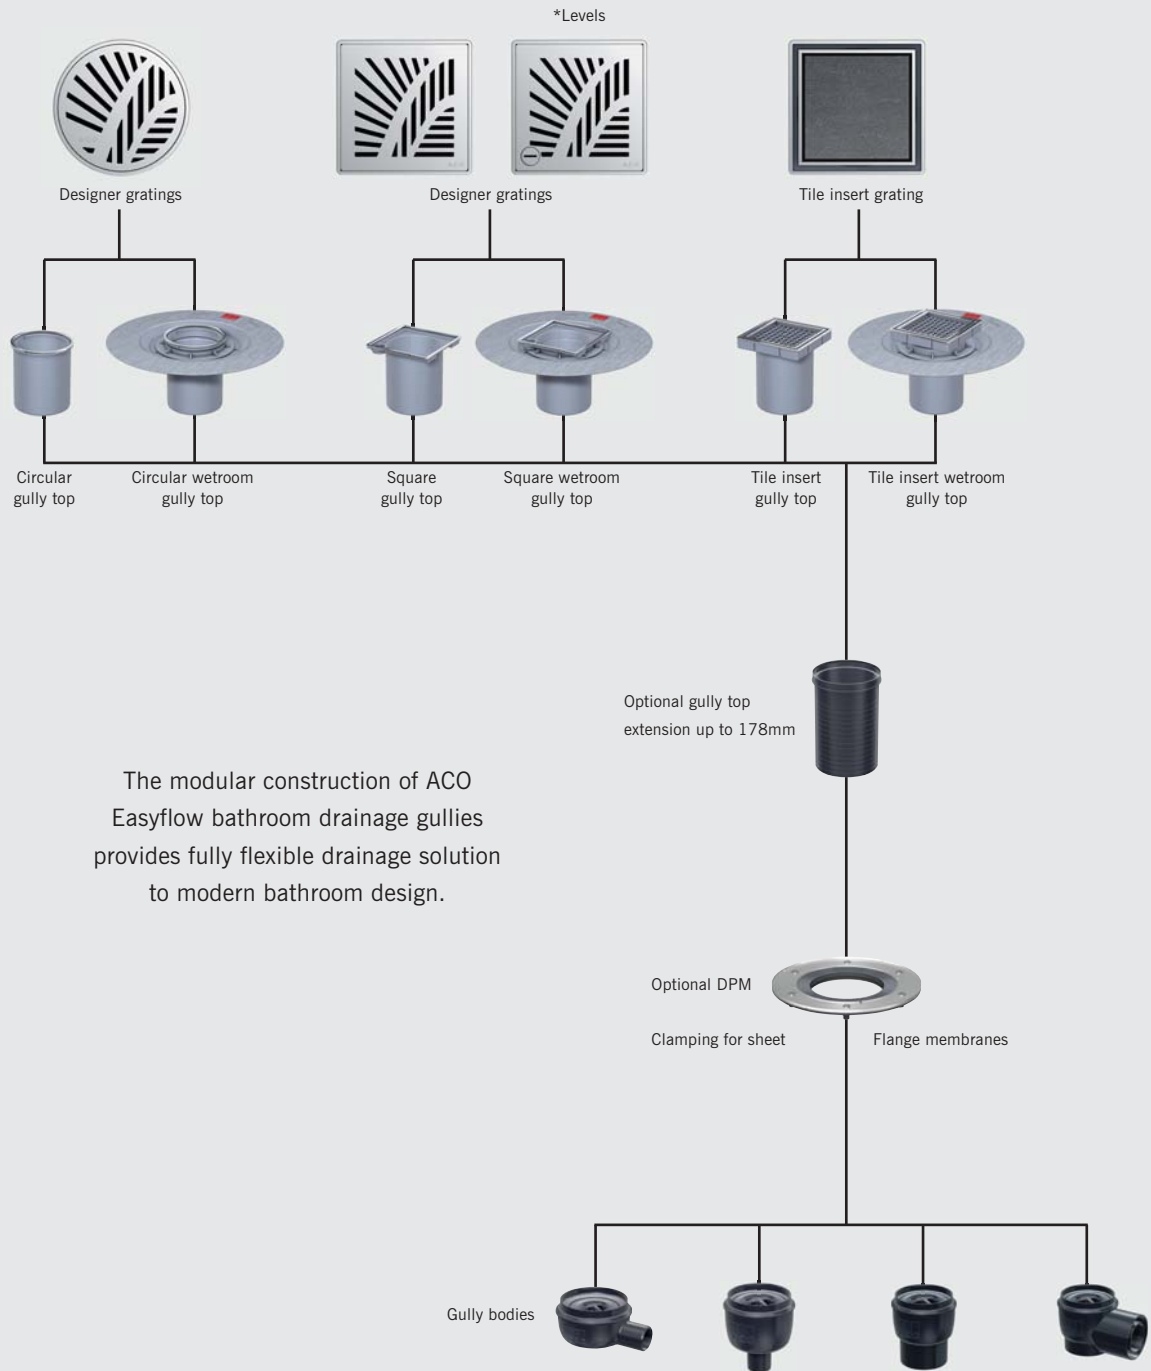 *Levels
Designer gratings
Designer gratings
Tile insert grating
Circular
gully top
Circular wetroom
gully top
Square
gully top
Square wetroom
gully top
Tile insert
gully top
Tile insert wetroom
gully top
Optional gully top
extension up to 178mm
The modular construction of ACO
Easyflow bathroom drainage gullies
provides fully flexible drainage solution
to modern bathroom design.
Optional DPM
Clamping for sheet
Flange membranes
Gully bodies